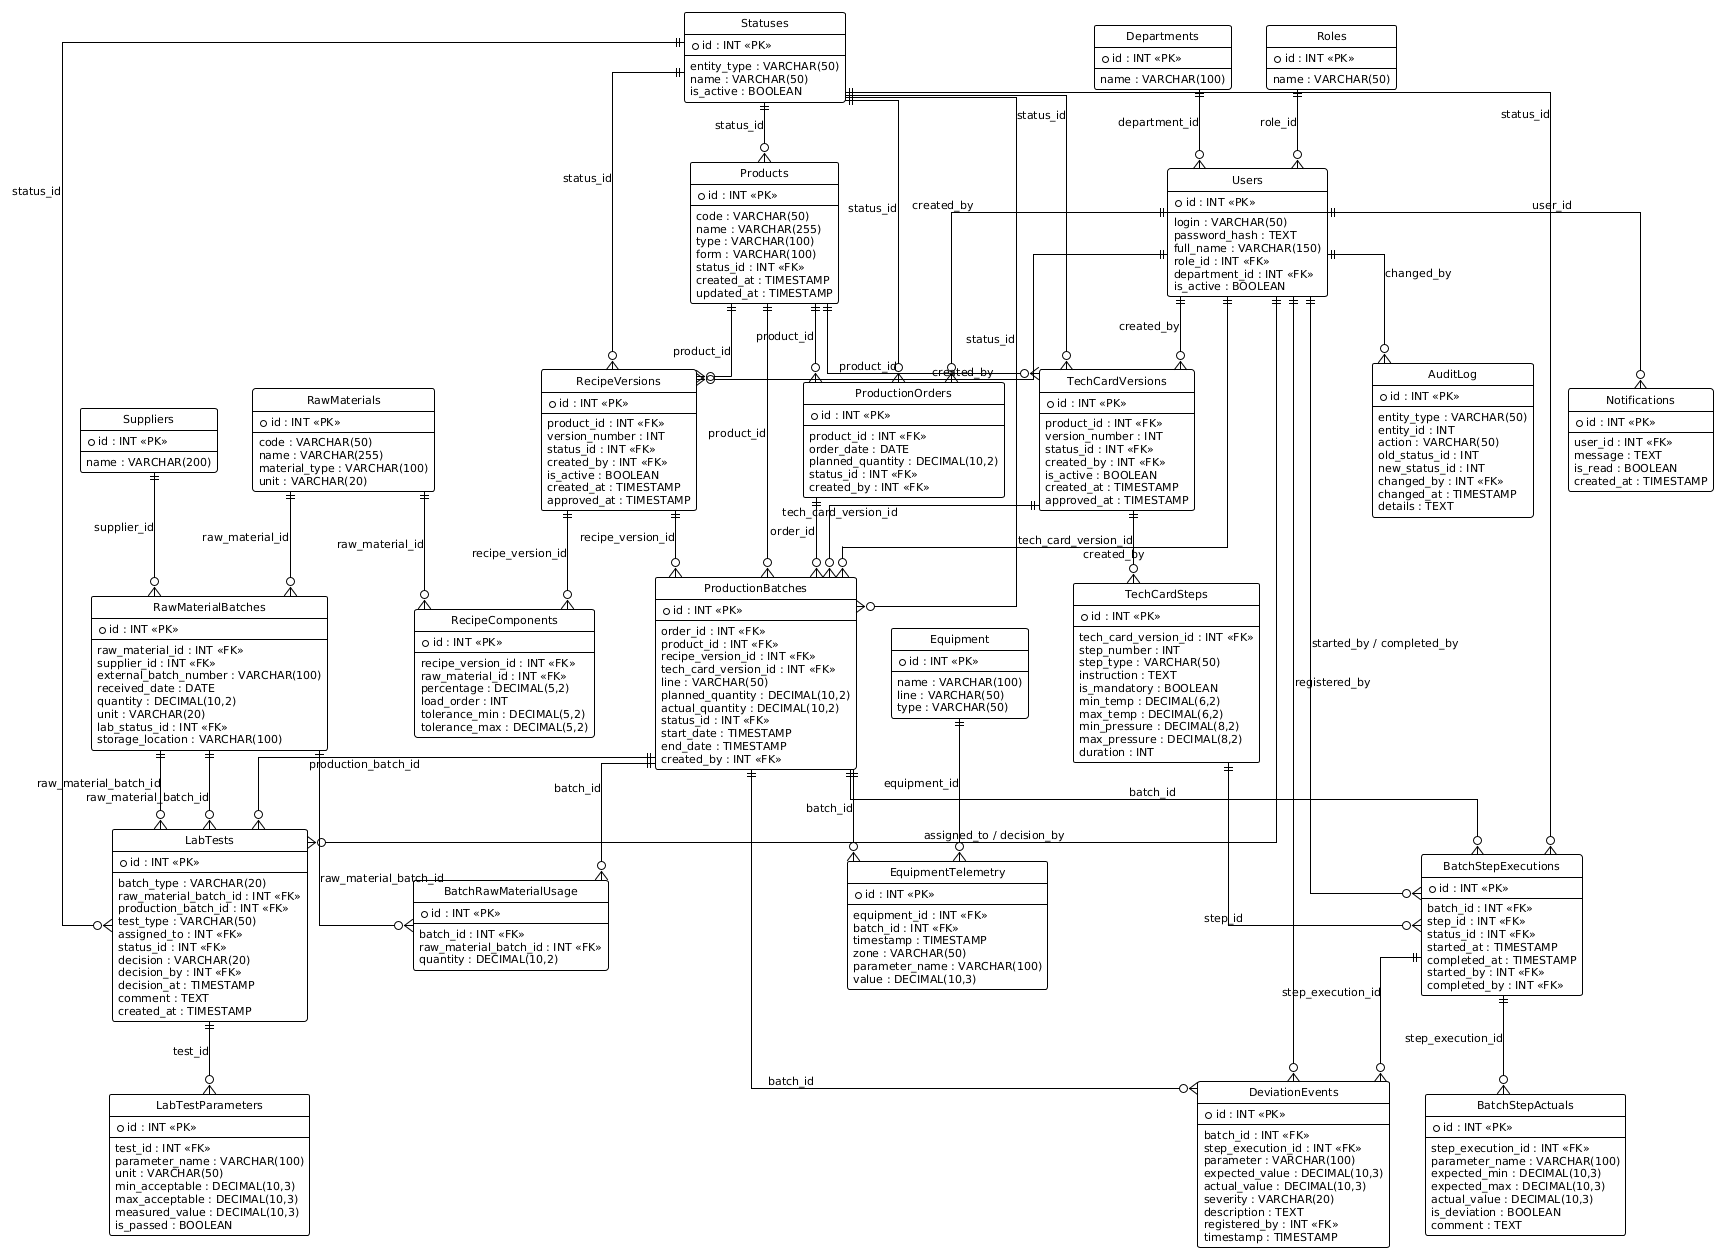 Statuses
id : INT «PK»
entity_type : VARCHAR(50)
name : VARCHAR(50)
is_active : BOOLEAN
Departments
id : INT «PK»
name : VARCHAR(100)
Roles
id : INT «PK»
name : VARCHAR(50)
status_id
status_id
status_id
status_id
status_id
status_id
status_id
department_id
role_id
Products
id : INT «PK»
code : VARCHAR(50)
name : VARCHAR(255)
type : VARCHAR(100)
form : VARCHAR(100)
status_id : INT «FK»
created_at : TIMESTAMP
updated_at : TIMESTAMP
Users
id : INT «PK»
login : VARCHAR(50)
password_hash : TEXT
full_name : VARCHAR(150)
role_id : INT «FK»
department_id : INT «FK»
is_active : BOOLEAN
created_by
user_id
changed_by
created_by
product_id
product_id
product_id
created_by
status_id
product_id
Suppliers
id : INT «PK»
name : VARCHAR(200)
RawMaterials
id : INT «PK»
code : VARCHAR(50)
name : VARCHAR(255)
material_type : VARCHAR(100)
unit : VARCHAR(20)
RecipeVersions
id : INT «PK»
product_id : INT «FK»
version_number : INT
status_id : INT «FK»
created_by : INT «FK»
is_active : BOOLEAN
created_at : TIMESTAMP
approved_at : TIMESTAMP
ProductionOrders
id : INT «PK»
product_id : INT «FK»
order_date : DATE
planned_quantity : DECIMAL(10,2)
status_id : INT «FK»
created_by : INT «FK»
TechCardVersions
id : INT «PK»
product_id : INT «FK»
version_number : INT
status_id : INT «FK»
created_by : INT «FK»
is_active : BOOLEAN
created_at : TIMESTAMP
approved_at : TIMESTAMP
AuditLog
id : INT «PK»
entity_type : VARCHAR(50)
entity_id : INT
action : VARCHAR(50)
old_status_id : INT
new_status_id : INT
changed_by : INT «FK»
changed_at : TIMESTAMP
details : TEXT
Notifications
id : INT «PK»
user_id : INT «FK»
message : TEXT
is_read : BOOLEAN
created_at : TIMESTAMP
supplier_id
raw_material_id
raw_material_id
recipe_version_id
recipe_version_id
order_id
tech_card_version_id
tech_card_version_id
created_by
RawMaterialBatches
id : INT «PK»
raw_material_id : INT «FK»
supplier_id : INT «FK»
external_batch_number : VARCHAR(100)
received_date : DATE
quantity : DECIMAL(10,2)
unit : VARCHAR(20)
lab_status_id : INT «FK»
storage_location : VARCHAR(100)
RecipeComponents
id : INT «PK»
recipe_version_id : INT «FK»
raw_material_id : INT «FK»
percentage : DECIMAL(5,2)
load_order : INT
tolerance_min : DECIMAL(5,2)
tolerance_max : DECIMAL(5,2)
ProductionBatches
id : INT «PK»
order_id : INT «FK»
product_id : INT «FK»
recipe_version_id : INT «FK»
tech_card_version_id : INT «FK»
line : VARCHAR(50)
planned_quantity : DECIMAL(10,2)
actual_quantity : DECIMAL(10,2)
status_id : INT «FK»
start_date : TIMESTAMP
end_date : TIMESTAMP
created_by : INT «FK»
Equipment
id : INT «PK»
name : VARCHAR(100)
line : VARCHAR(50)
type : VARCHAR(50)
TechCardSteps
id : INT «PK»
tech_card_version_id : INT «FK»
step_number : INT
step_type : VARCHAR(50)
instruction : TEXT
is_mandatory : BOOLEAN
min_temp : DECIMAL(6,2)
max_temp : DECIMAL(6,2)
min_pressure : DECIMAL(8,2)
max_pressure : DECIMAL(8,2)
duration : INT
started_by / completed_by
registered_by
raw_material_batch_id
raw_material_batch_id
production_batch_id
batch_id
batch_id
equipment_id
batch_id
assigned_to / decision_by
raw_material_batch_id
step_id
LabTests
id : INT «PK»
batch_type : VARCHAR(20)
raw_material_batch_id : INT «FK»
production_batch_id : INT «FK»
test_type : VARCHAR(50)
assigned_to : INT «FK»
status_id : INT «FK»
decision : VARCHAR(20)
decision_by : INT «FK»
decision_at : TIMESTAMP
comment : TEXT
created_at : TIMESTAMP
BatchRawMaterialUsage
id : INT «PK»
batch_id : INT «FK»
raw_material_batch_id : INT «FK»
quantity : DECIMAL(10,2)
EquipmentTelemetry
id : INT «PK»
equipment_id : INT «FK»
batch_id : INT «FK»
timestamp : TIMESTAMP
zone : VARCHAR(50)
parameter_name : VARCHAR(100)
value : DECIMAL(10,3)
BatchStepExecutions
id : INT «PK»
batch_id : INT «FK»
step_id : INT «FK»
status_id : INT «FK»
started_at : TIMESTAMP
completed_at : TIMESTAMP
started_by : INT «FK»
completed_by : INT «FK»
test_id
batch_id
step_execution_id
step_execution_id
LabTestParameters
id : INT «PK»
test_id : INT «FK»
parameter_name : VARCHAR(100)
unit : VARCHAR(50)
min_acceptable : DECIMAL(10,3)
max_acceptable : DECIMAL(10,3)
measured_value : DECIMAL(10,3)
is_passed : BOOLEAN
DeviationEvents
id : INT «PK»
batch_id : INT «FK»
step_execution_id : INT «FK»
parameter : VARCHAR(100)
expected_value : DECIMAL(10,3)
actual_value : DECIMAL(10,3)
severity : VARCHAR(20)
description : TEXT
registered_by : INT «FK»
timestamp : TIMESTAMP
BatchStepActuals
id : INT «PK»
step_execution_id : INT «FK»
parameter_name : VARCHAR(100)
expected_min : DECIMAL(10,3)
expected_max : DECIMAL(10,3)
actual_value : DECIMAL(10,3)
is_deviation : BOOLEAN
comment : TEXT